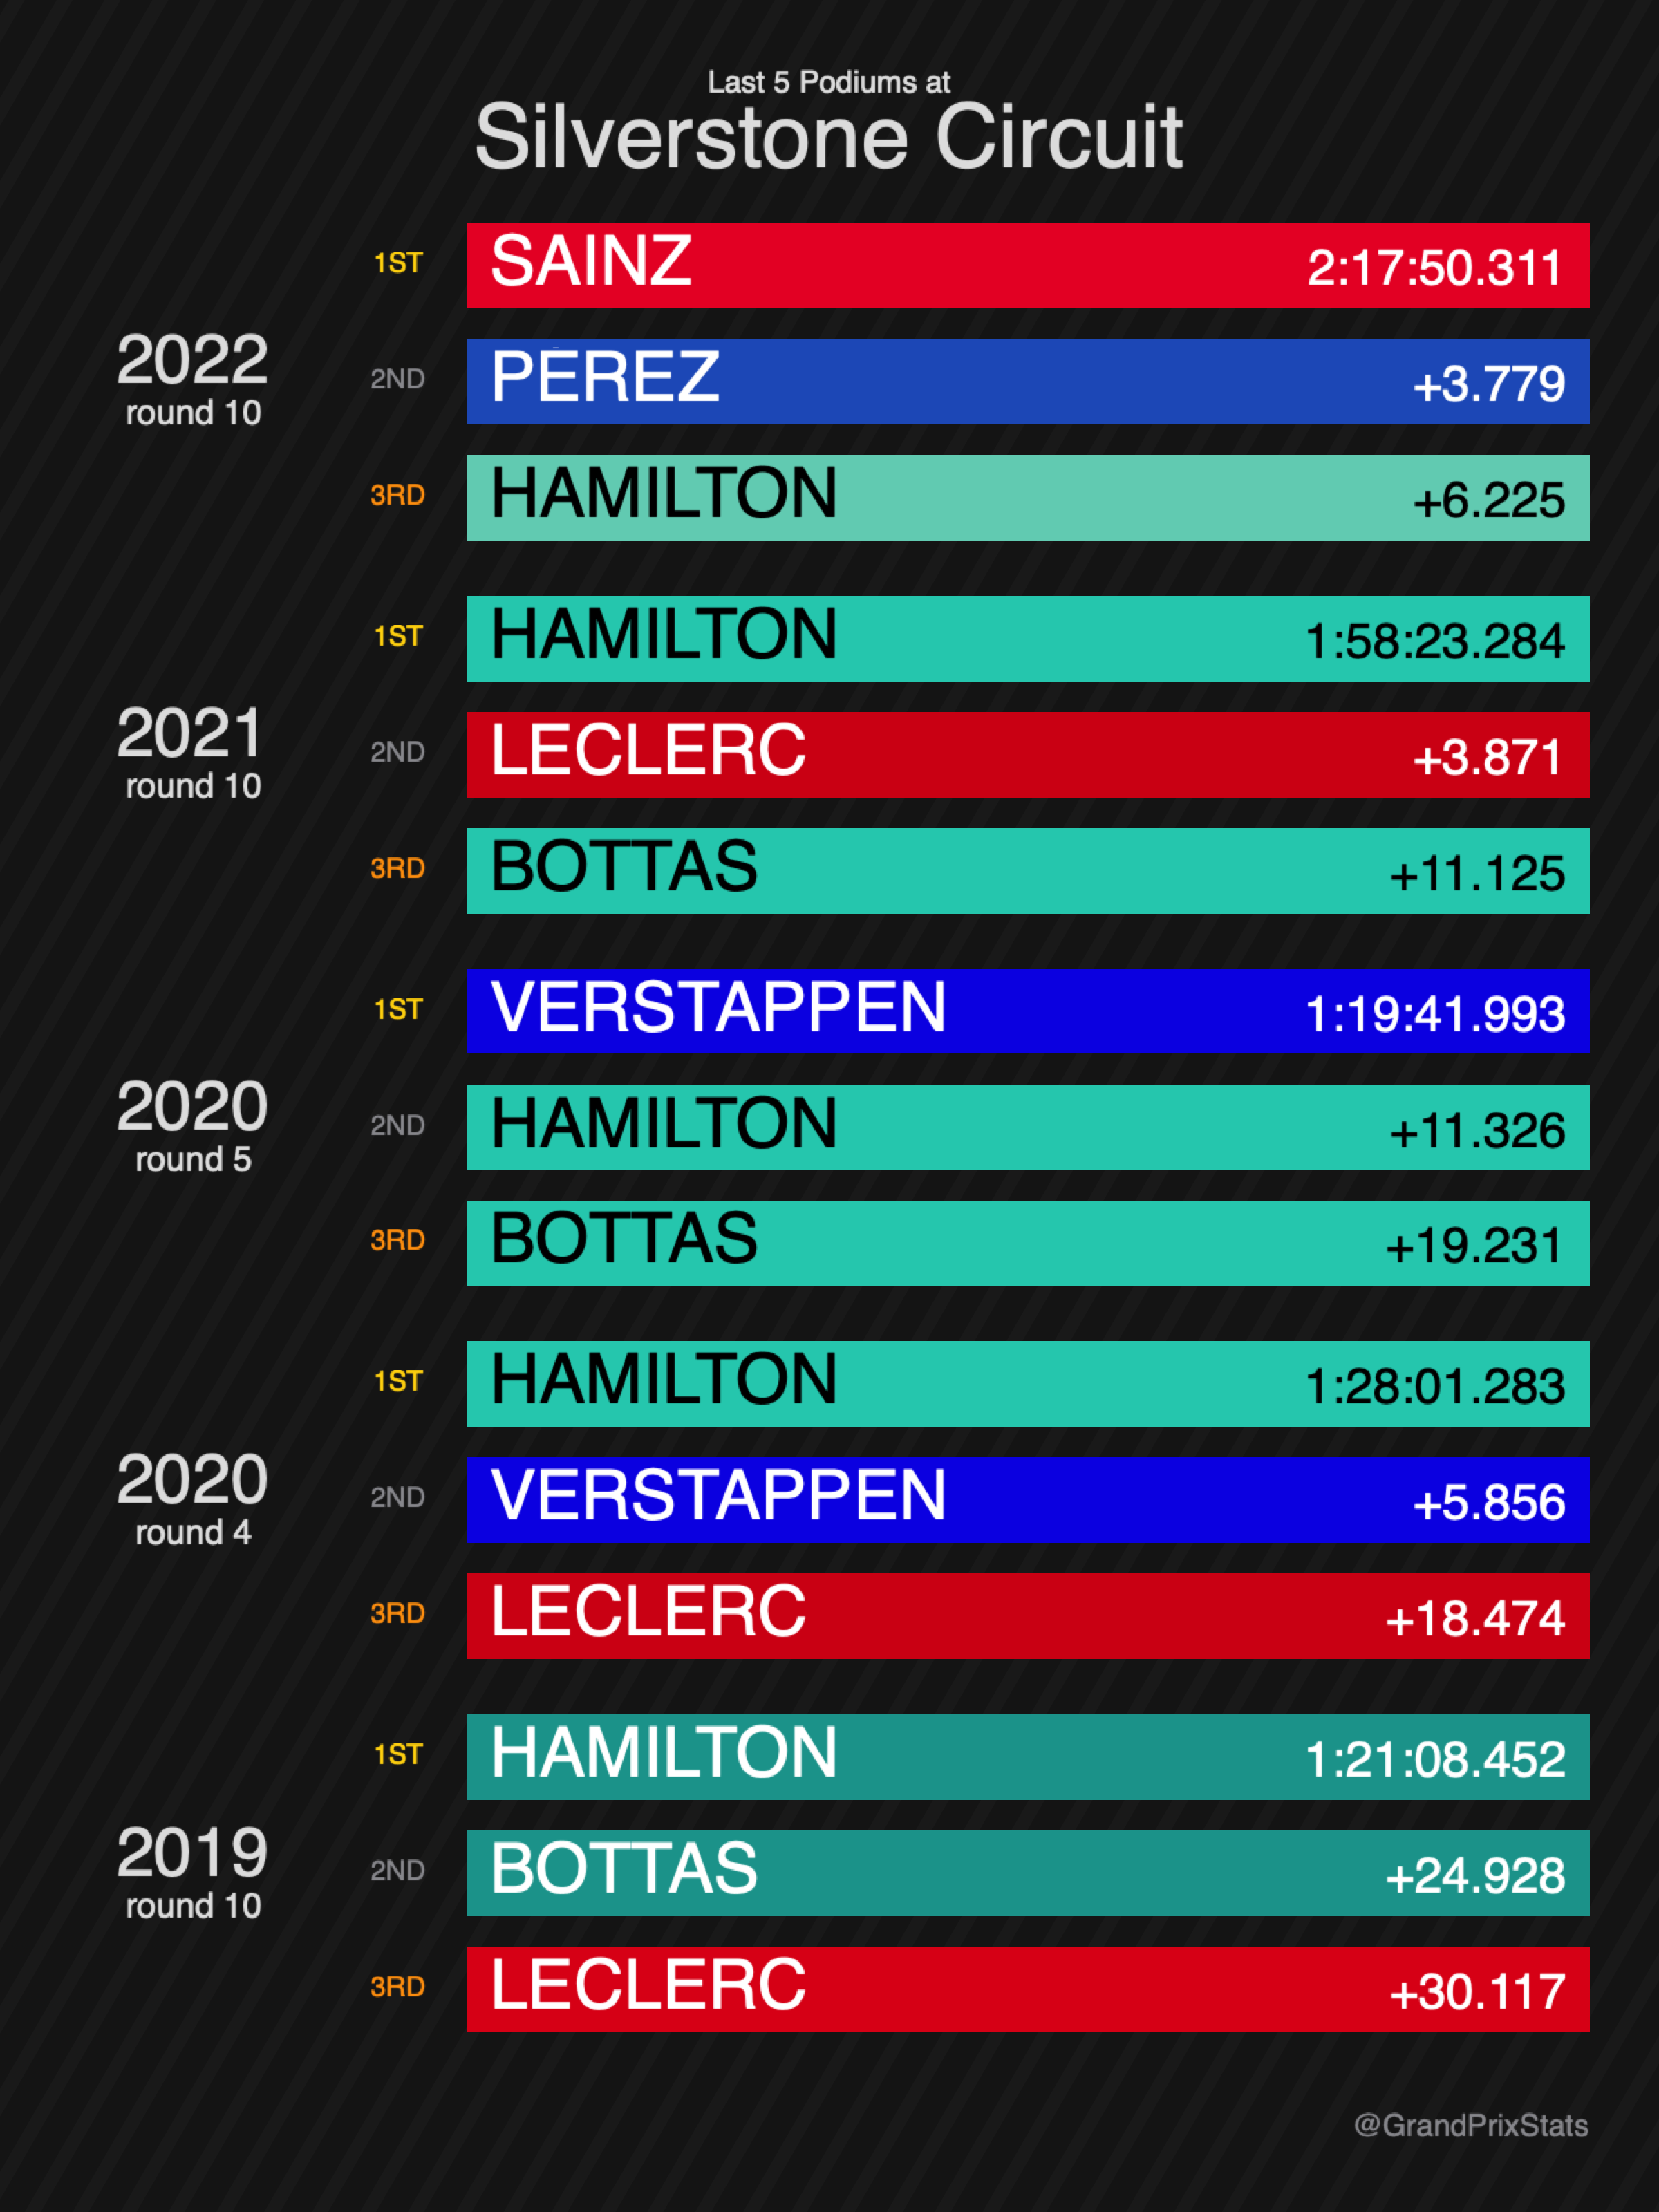 Last 5 Podiums at
Silverstone Circuit
2022
round 10
1ST SAINZ 2:17:50.311
2ND PÉREZ +3.779
3RD HAMILTON +6.225
2021
round 10
1ST HAMILTON 1:58:23.284
2ND LECLERC +3.871
3RD BOTTAS +11.125
2020
round 5
1ST VERSTAPPEN 1:19:41.993
2ND HAMILTON +11.326
3RD BOTTAS +19.231
2020
round 4
1ST HAMILTON 1:28:01.283
2ND VERSTAPPEN +5.856
3RD LECLERC +18.474
2019
round 10
1ST HAMILTON 1:21:08.452
2ND BOTTAS +24.928
3RD LECLERC +30.117
@GrandPrixStats